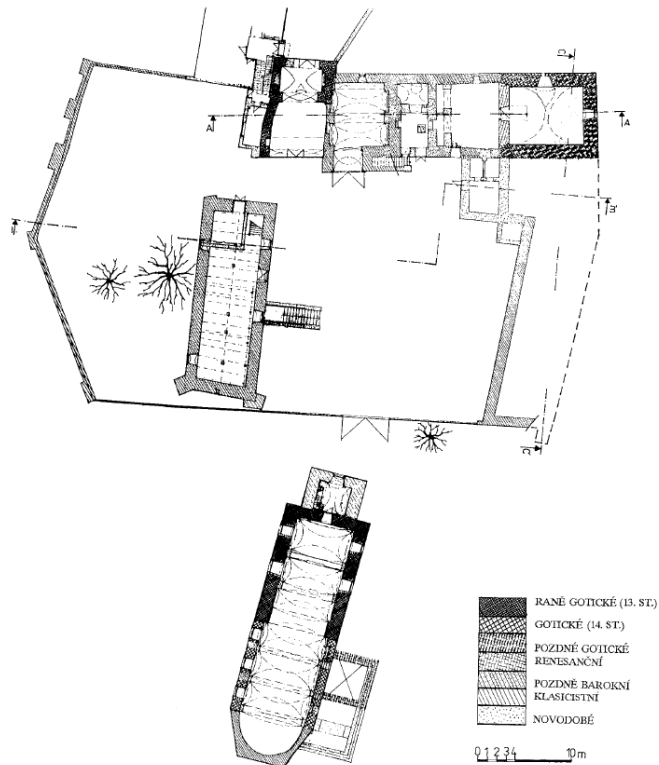 A
A
RANĚ GOTICKÉ (13. ST.)
GOTICKÉ (14. ST.)
POZDNĚ GOTICKÉ
RENESANČNÍ
POZDNĚ BAROKNÍ
KLASICISTNÍ
NOVODOBÉ
0 1 2 3 4 10 m